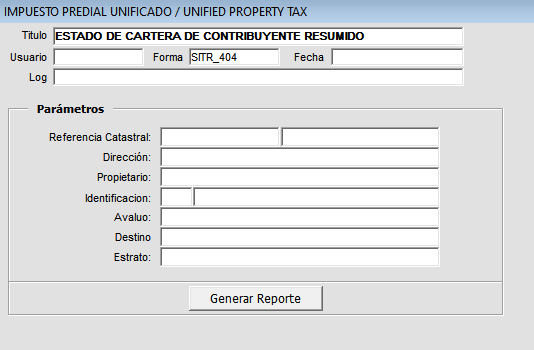 IMPUESTO PREDIAL UNIFICADO / UNIFIED PROPERTY TAX
Titulo ESTADO DE CARTERA DE CONTRIBUYENTE RESUMIDO
Usuario Forma SITR_404 Fecha
Log
Parámetros
Referencia Catastral:
Dirección:
Propietario:
Identificacion:
Avaluo:
Destino
Estrato:
Generar Reporte